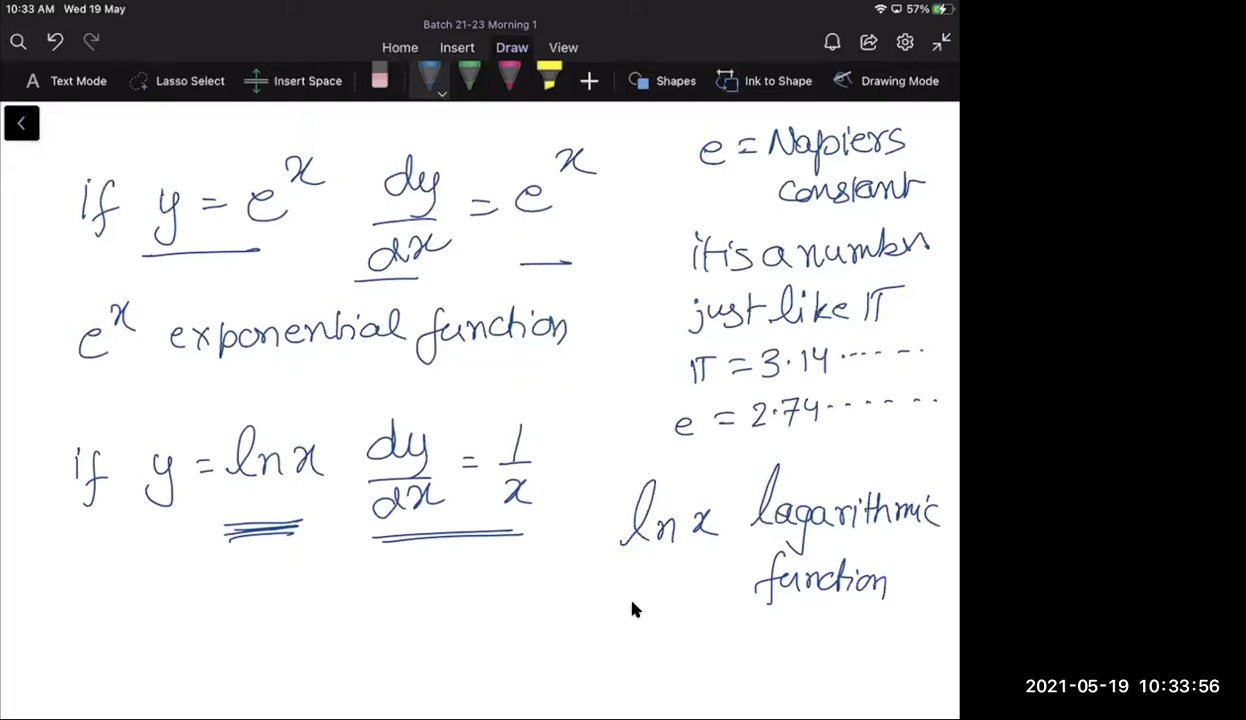 10:33 AM Wed 19 May
57%
Batch 21-23 Morning 1
Home Insert Draw View
A Text Mode Lasso Select Insert Space Shapes Ink to Shape Drawing Mode
if y = e^x dy/dx = e^x
e^x exponential function
if y = ln x dy/dx = 1/x
e = Napiers
constant
it is a number
just like π
π = 3.14.......
e = 2.74.......
ln x lagarithmic
function
2021-05-19 10:33:56